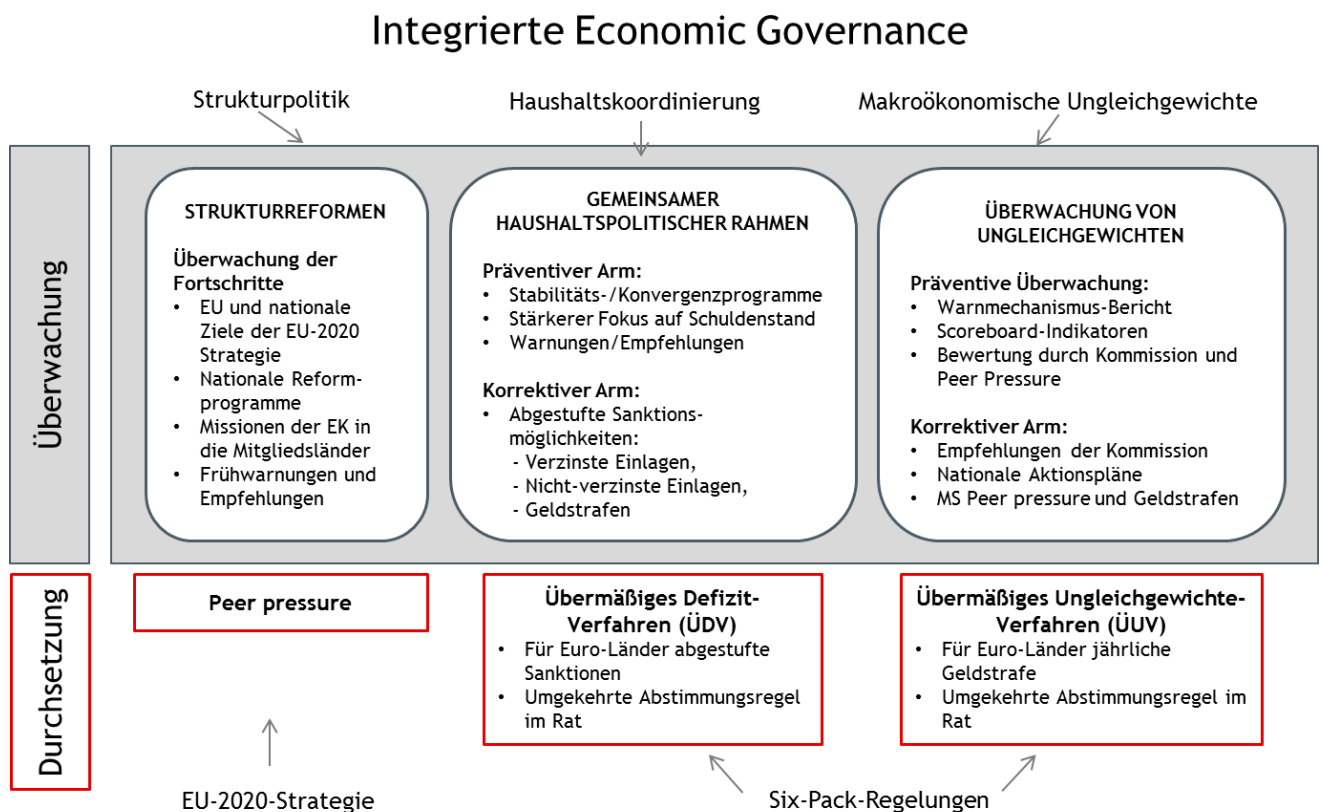 Integrierte Economic Governance
Strukturpolitik
Haushaltskoordinierung
Makroökonomische Ungleichgewichte
Überwachung
STRUKTURREFORMEN
Überwachung der
Fortschritte
• EU und nationale
Ziele der EU-2020
Strategie
• Nationale Reform-
programme
• Missionen der EK in
die Mitgliedsländer
• Frühwarnungen und
Empfehlungen
GEMEINSAMER
HAUSHALTSPOLITISCHER RAHMEN
Präventiver Arm:
• Stabilitäts-/Konvergenzprogramme
• Stärkerer Fokus auf Schuldenstand
• Warnungen/Empfehlungen
Korrektiver Arm:
• Abgestufte Sanktions-
möglichkeiten:
- Verzinste Einlagen,
- Nicht-verzinste Einlagen,
- Geldstrafen
ÜBERWACHUNG VON
UNGLEICHGEWICHTEN
Präventive Überwachung:
• Warnmechanismus-Bericht
• Scoreboard-Indikatoren
• Bewertung durch Kommission und
Peer Pressure
Korrektiver Arm:
• Empfehlungen der Kommission
• Nationale Aktionspläne
• MS Peer pressure und Geldstrafen
Durchsetzung
Peer pressure
Übermäßiges Defizit-
Verfahren (ÜDV)
• Für Euro-Länder abgestufte
Sanktionen
• Umgekehrte Abstimmungsregel
im Rat
Übermäßiges Ungleichgewichte-
Verfahren (ÜUV)
• Für Euro-Länder jährliche
Geldstrafe
• Umgekehrte Abstimmungsregel im
Rat
EU-2020-Strategie
Six-Pack-Regelungen